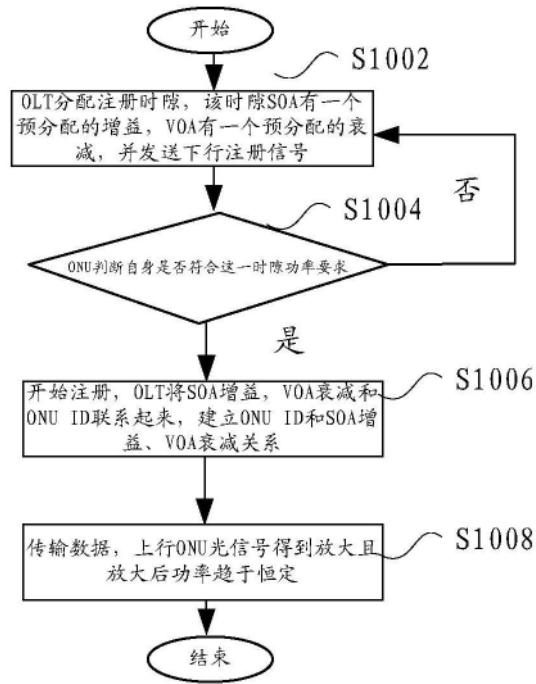 开始
S1002
OLT分配注册时隙，该时隙SOA有一个
预分配的增益，VOA有一个预分配的衰
减，并发送下行注册信号
否
S1004
ONU判断自身是否符合这一时隙功率要求
是
S1006
开始注册，OLT将SOA增益，VOA衰减和
ONU ID联系起来，建立ONU ID和SOA增
益、VOA衰减关系
S1008
传输数据，上行ONU光信号得到放大且
放大后功率趋于恒定
结束